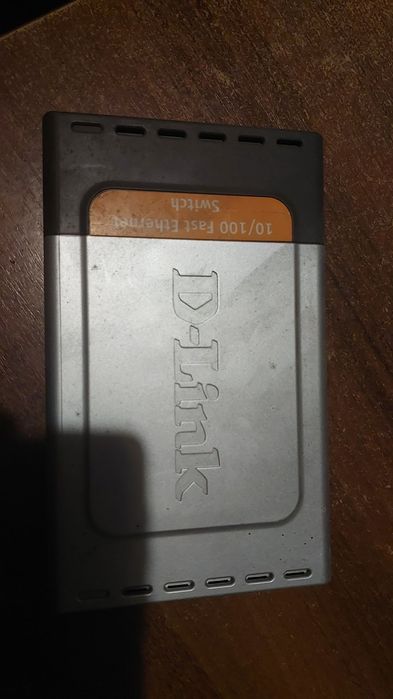 10/100 Fast Ethernet
Switch
D-Link